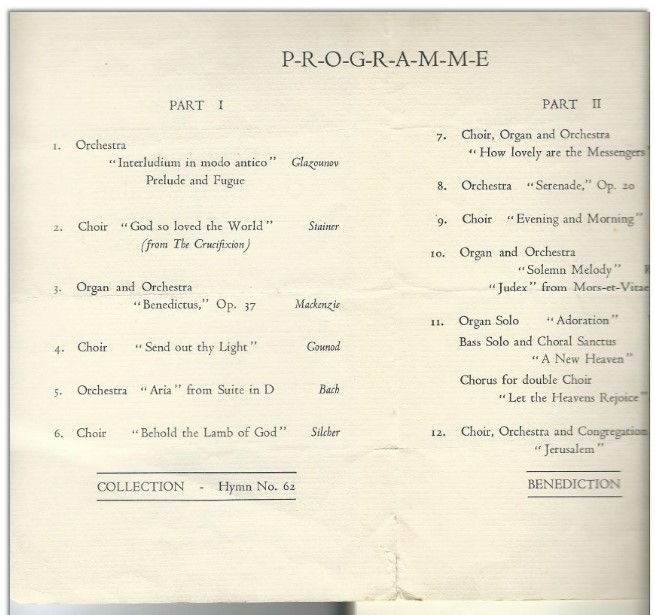 P-R-O-G-R-A-M-M-E
PART I
1. Orchestra
"Interludium in modo antico" Glazounov
Prelude and Fugue
2. Choir "God so loved the World" Stainer
(from The Crucifixion)
3. Organ and Orchestra
"Benedictus," Op. 37 Mackenzie
4. Choir "Send out thy Light" Gounod
5. Orchestra "Aria" from Suite in D Bach
6. Choir "Behold the Lamb of God" Silcher
COLLECTION - Hymn No. 62
PART II
7. Choir, Organ and Orchestra
"How lovely are the Messengers"
8. Orchestra "Serenade," Op. 20
9. Choir "Evening and Morning"
10. Organ and Orchestra
"Solemn Melody"
"Judex" from Mors-et-Vitae
11. Organ Solo "Adoration"
Bass Solo and Choral Sanctus
"A New Heaven"
Chorus for double Choir
"Let the Heavens Rejoice"
12. Choir, Orchestra and Congregation
"Jerusalem"
BENEDICTION